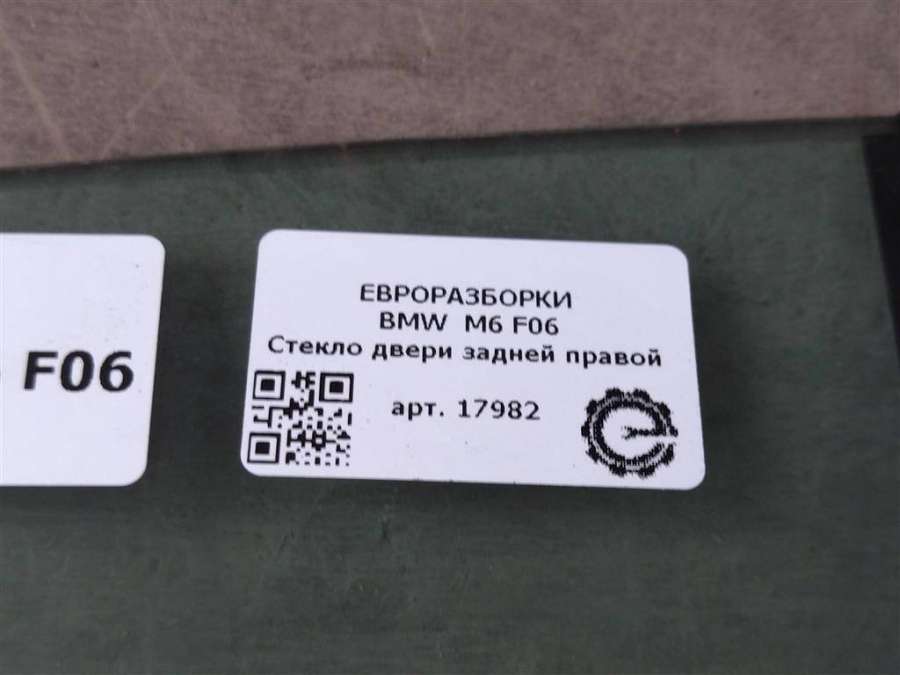 ЕВРОРАЗБОРКИ
BMW M6 F06
Стекло двери задней правой
арт. 17982
F06